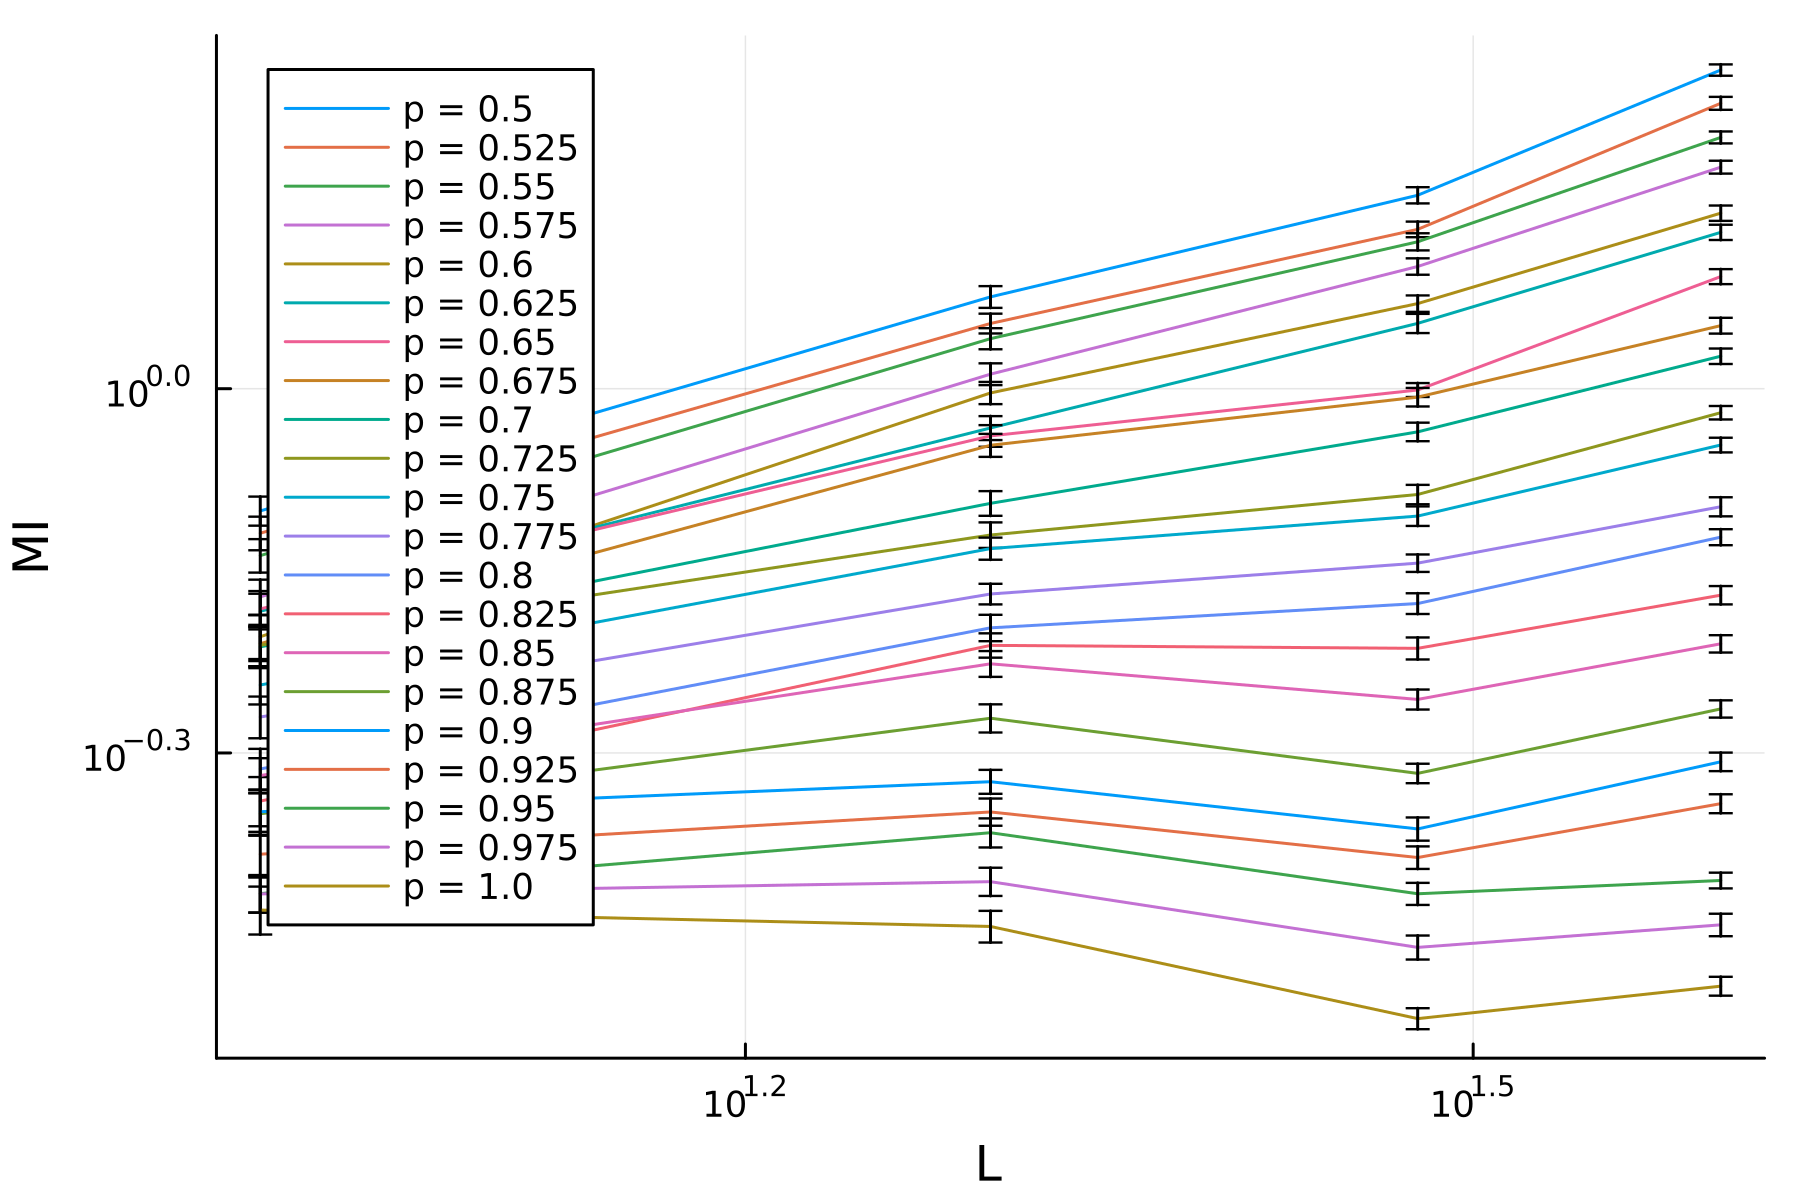 p = 0.5
p = 0.525
p = 0.55
p = 0.575
p = 0.6
p = 0.625
p = 0.65
p = 0.675
p = 0.7
p = 0.725
p = 0.75
p = 0.775
p = 0.8
p = 0.825
p = 0.85
p = 0.875
p = 0.9
p = 0.925
p = 0.95
p = 0.975
p = 1.0
10^0.0
10^−0.3
MI
10^1.2
10^1.5
L